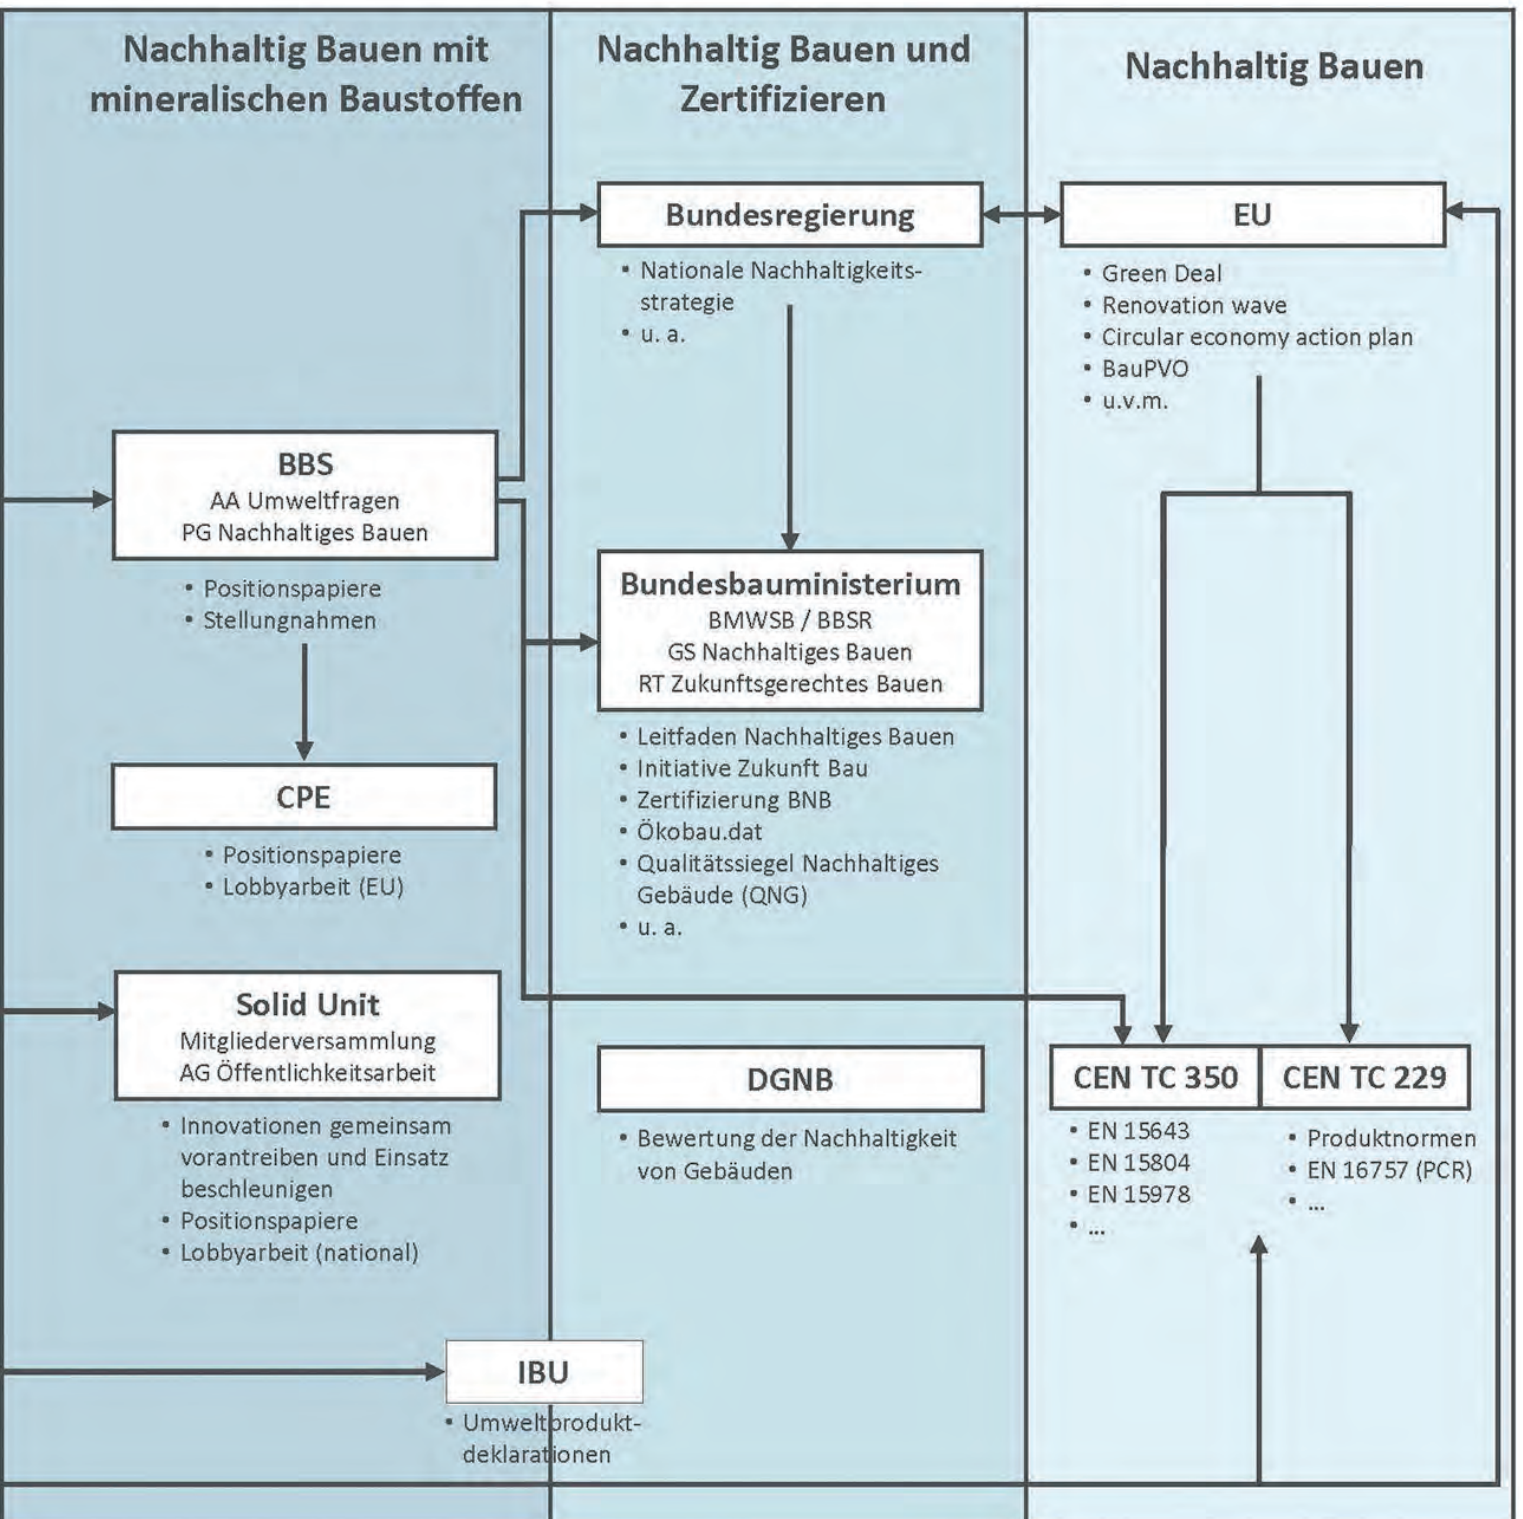 Nachhaltig Bauen mit
mineralischen Baustoffen
BBS
AA Umweltfragen
PG Nachhaltiges Bauen
• Positionspapiere
• Stellungnahmen
CPE
• Positionspapiere
• Lobbyarbeit (EU)
Solid Unit
Mitgliederversammlung
AG Öffentlichkeitsarbeit
• Innovationen gemeinsam
vorantreiben und Einsatz
beschleunigen
• Positionspapiere
• Lobbyarbeit (national)
IBU
• Umweltprodukt-
deklarationen
Nachhaltig Bauen und
Zertifizieren
Bundesregierung
• Nationale Nachhaltigkeits-
strategie
• u. a.
Bundesbauministerium
BMWSB / BBSR
GS Nachhaltiges Bauen
RT Zukunftsgerechtes Bauen
• Leitfaden Nachhaltiges Bauen
• Initiative Zukunft Bau
• Zertifizierung BNB
• Ökobau.dat
• Qualitätssiegel Nachhaltiges
Gebäude (QNG)
• u. a.
DGNB
• Bewertung der Nachhaltigkeit
von Gebäuden
Nachhaltig Bauen
EU
• Green Deal
• Renovation wave
• Circular economy action plan
• BauPVO
• u.v.m.
CEN TC 350
• EN 15643
• EN 15804
• EN 15978
• ...
CEN TC 229
• Produktnormen
• EN 16757 (PCR)
• ...